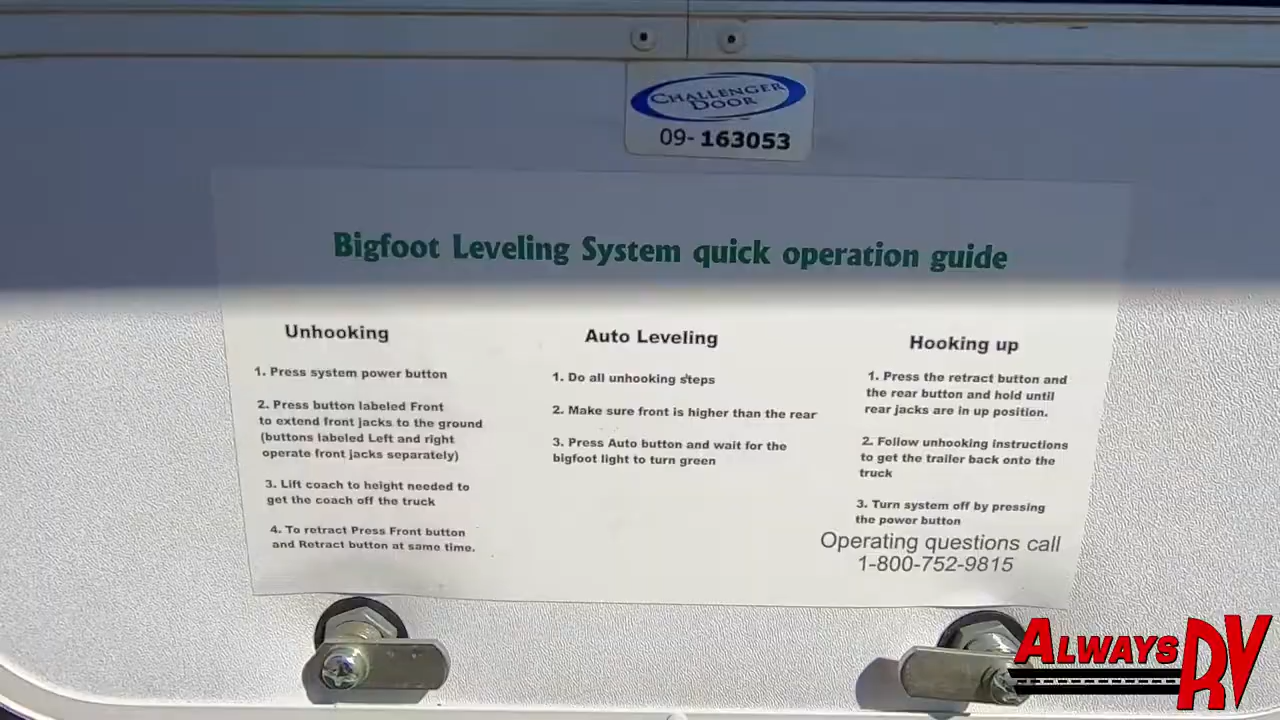 CHALLENGER
DOOR
09-163053
Bigfoot Leveling System quick operation guide
Unhooking
1. Press system power button
2. Press button labeled Front
to extend front jacks to the ground
(buttons labeled Left and right
operate front jacks separately)
3. Lift coach to height needed to
get the coach off the truck
4. To retract Press Front button
and Retract button at same time.
Auto Leveling
1. Do all unhooking steps
2. Make sure front is higher than the rear
3. Press Auto button and wait for the
bigfoot light to turn green
Hooking up
1. Press the retract button and
the rear button and hold until
rear jacks are in up position.
2. Follow unhooking instructions
to get the trailer back onto the
truck
3. Turn system off by pressing
the power button
Operating questions call
1-800-752-9815
ALWAYS RV